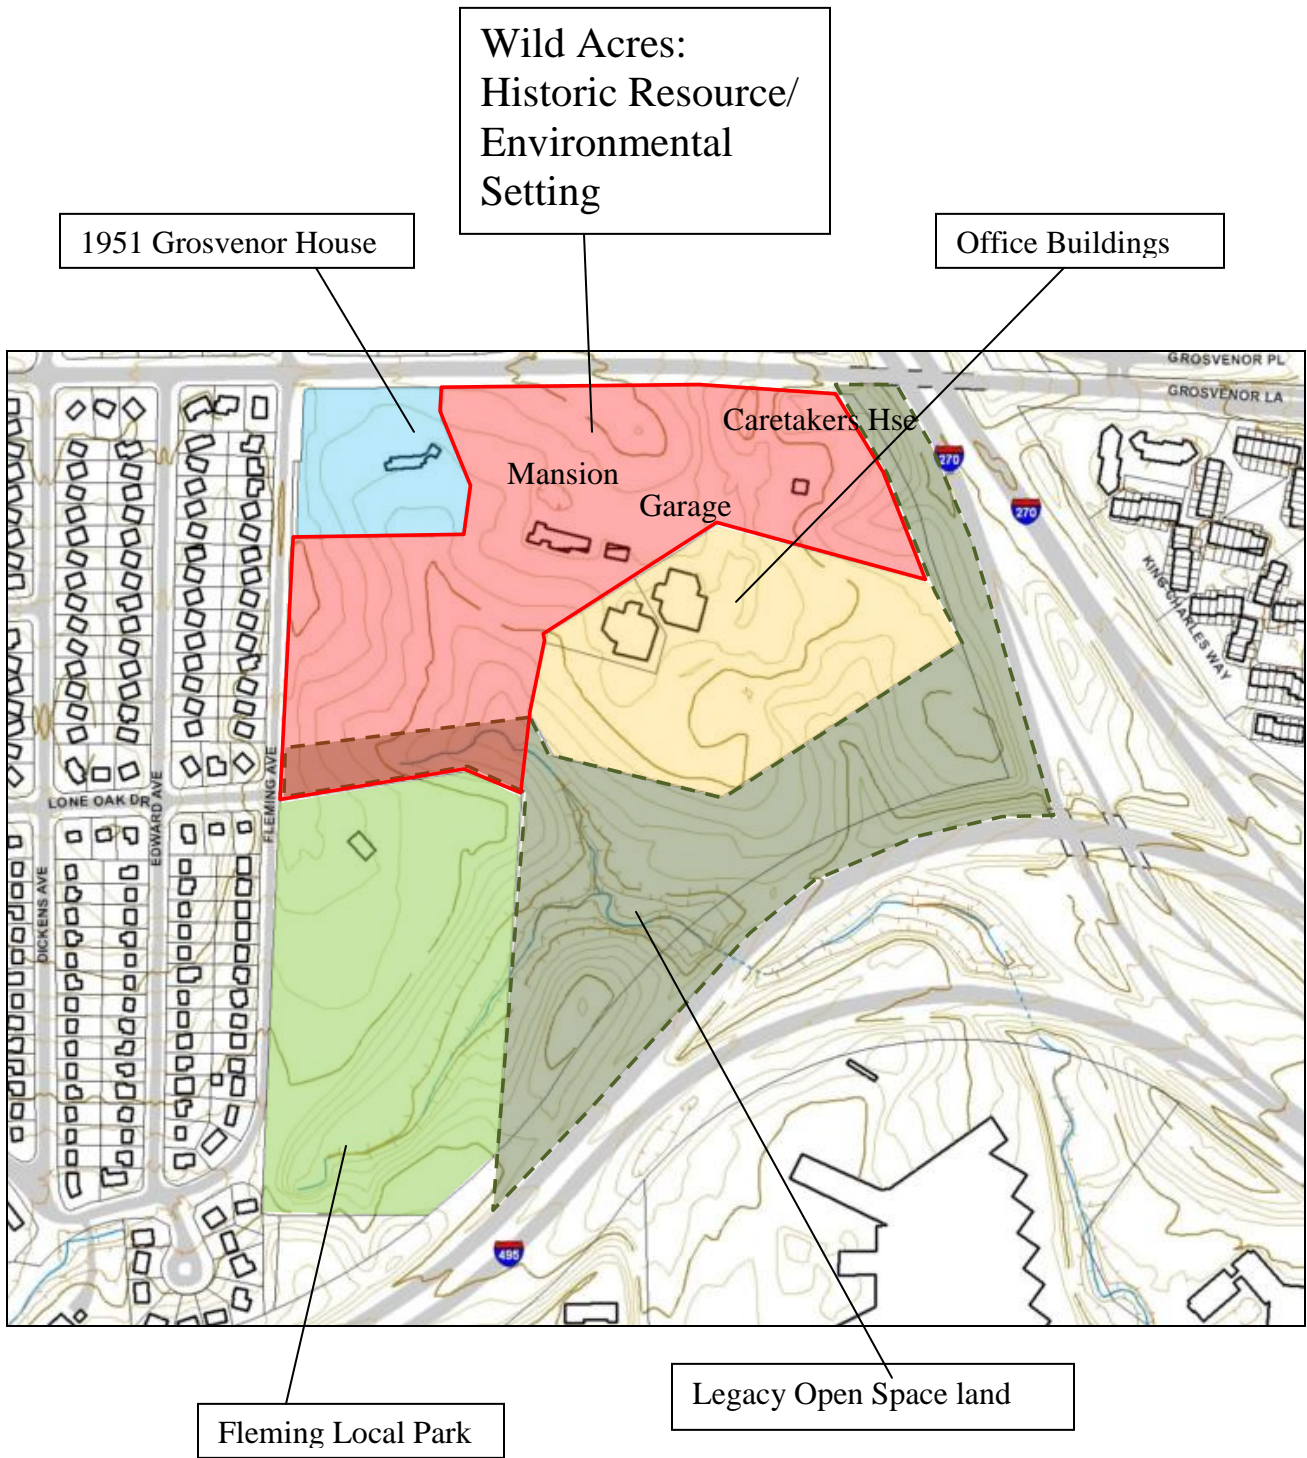 Wild Acres:
Historic Resource/
Environmental
Setting
1951 Grosvenor House
Office Buildings
GROSVENOR PL
GROSVENOR LA
Caretakers Hse
270
Mansion
Garage
270
KING CHARLES WAY
FLEMING AVE
LONE OAK DR
EDWARD AVE
DICKENS AVE
495
Legacy Open Space land
Fleming Local Park